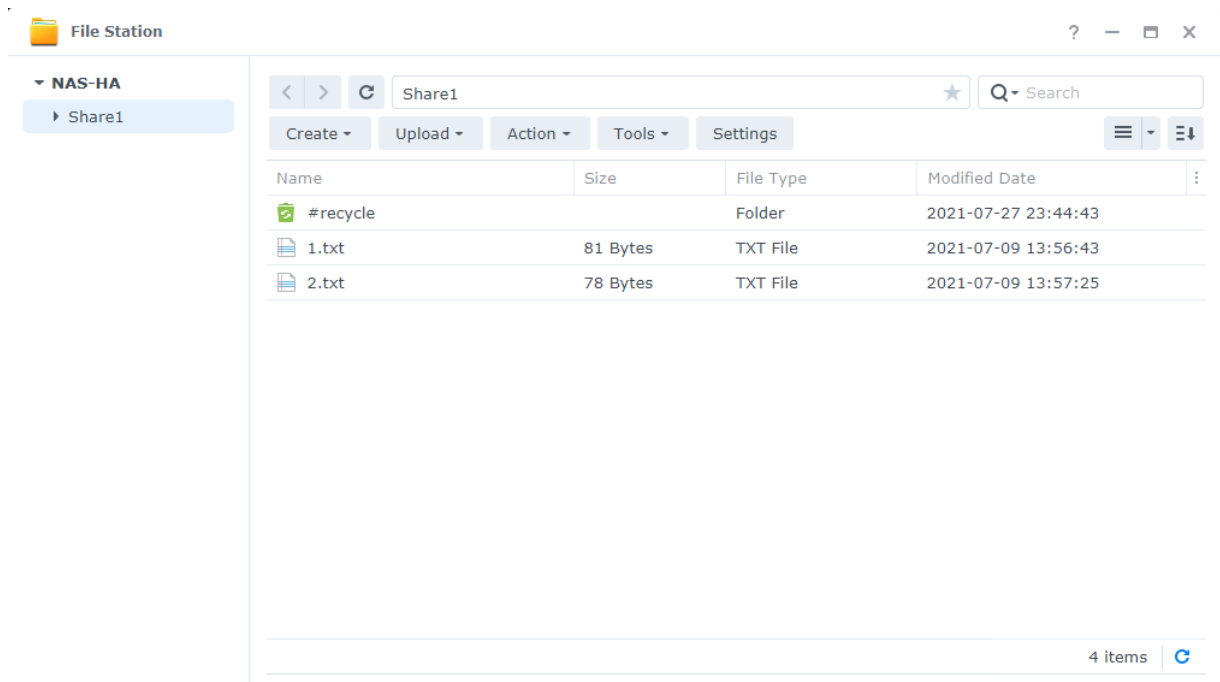 File Station
NAS-HA
Share1
Share1
Search
Create Upload Action Tools Settings
Name Size File Type Modified Date
#recycle Folder 2021-07-27 23:44:43
1.txt 81 Bytes TXT File 2021-07-09 13:56:43
2.txt 78 Bytes TXT File 2021-07-09 13:57:25
4 items